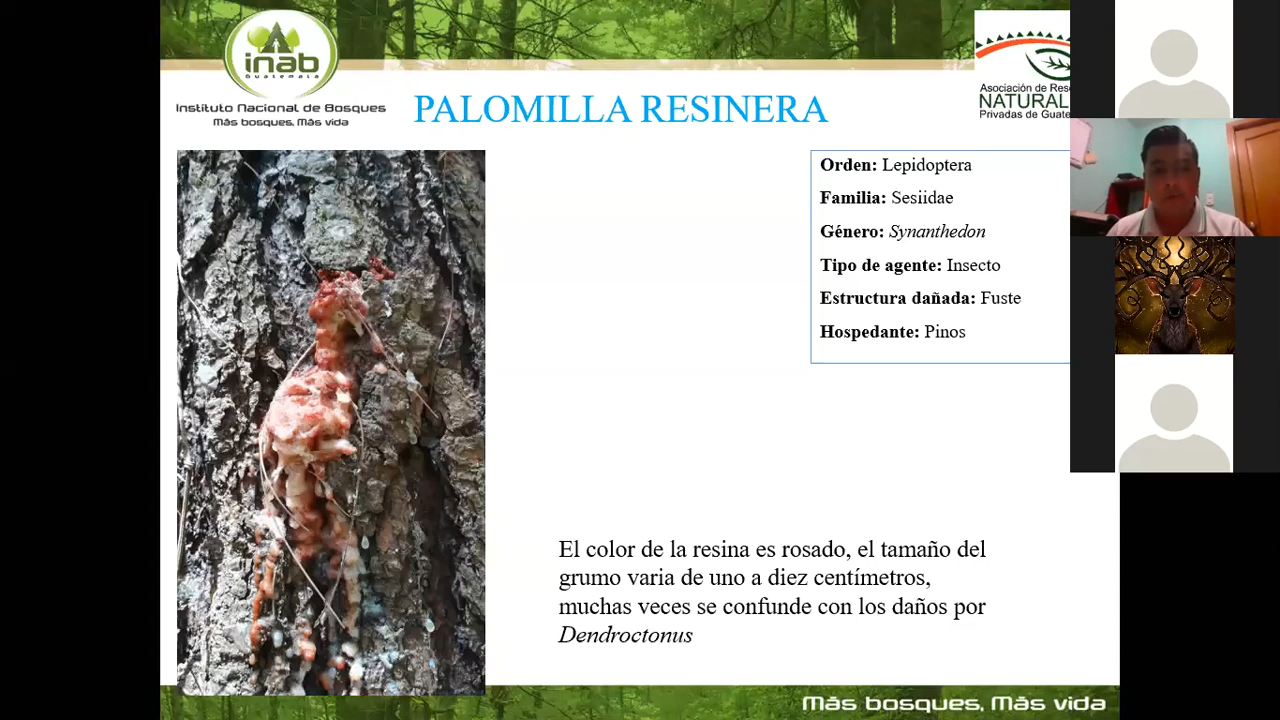 inab
Guatemala
Instituto Nacional de Bosques
Más bosques, Más vida
PALOMILLA RESINERA
Asociación de
NATURAL
Privadas de
Orden: Lepidoptera
Familia: Sesiidae
Género: Synanthedon
Tipo de agente: Insecto
Estructura dañada: Fuste
Hospedante: Pinos
El color de la resina es rosado, el tamaño del
grumo varia de uno a diez centímetros,
muchas veces se confunde con los daños por
Dendroctonus
Más bosques, Más vida